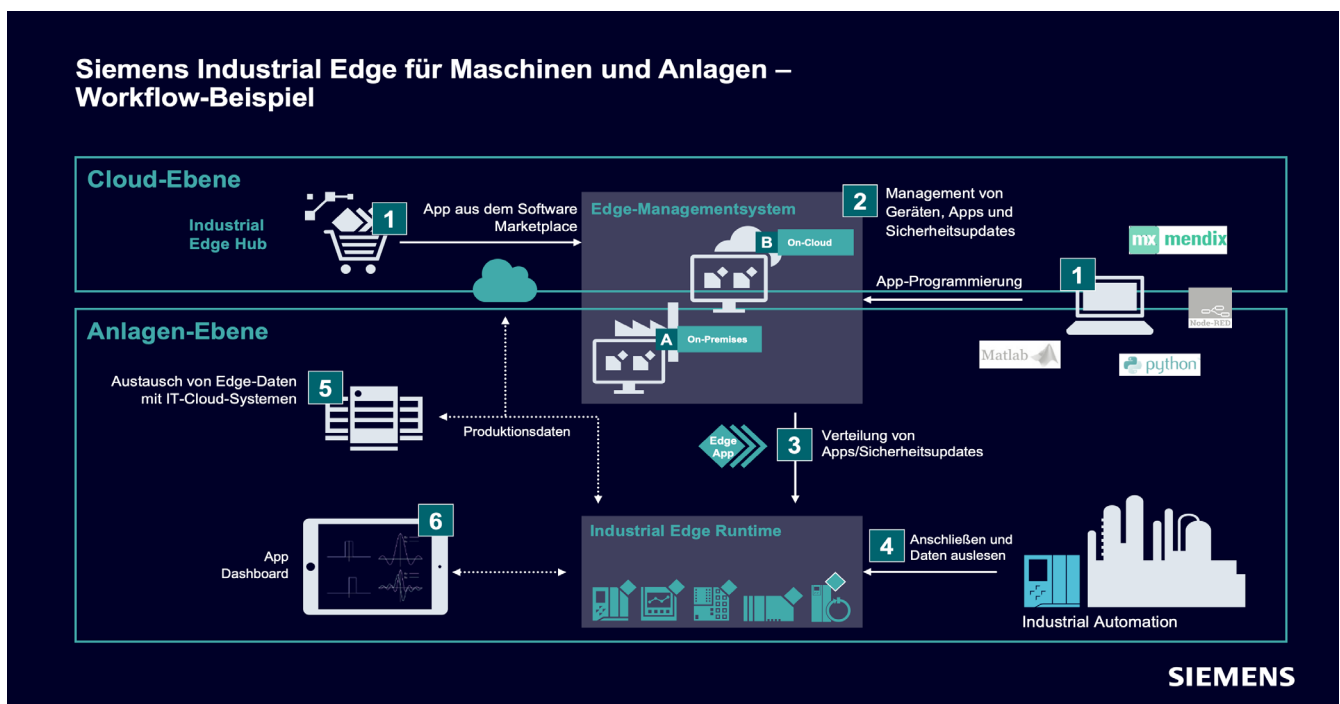 Siemens Industrial Edge für Maschinen und Anlagen –
Workflow-Beispiel
Cloud-Ebene
Industrial
Edge Hub
1
App aus dem Software
Marketplace
Edge-Managementsystem
B On-Cloud
2
Management von
Geräten, Apps und
Sicherheitsupdates
mx mendix
App-Programmierung
1
Node-RED
Matlab
python
Anlagen-Ebene
A On-Premises
Austausch von Edge-Daten
mit IT-Cloud-Systemen
5
Produktionsdaten
Edge
App
3
Verteilung von
Apps/Sicherheitsupdates
App
Dashboard
6
Industrial Edge Runtime
4
Anschließen und
Daten auslesen
Industrial Automation
SIEMENS